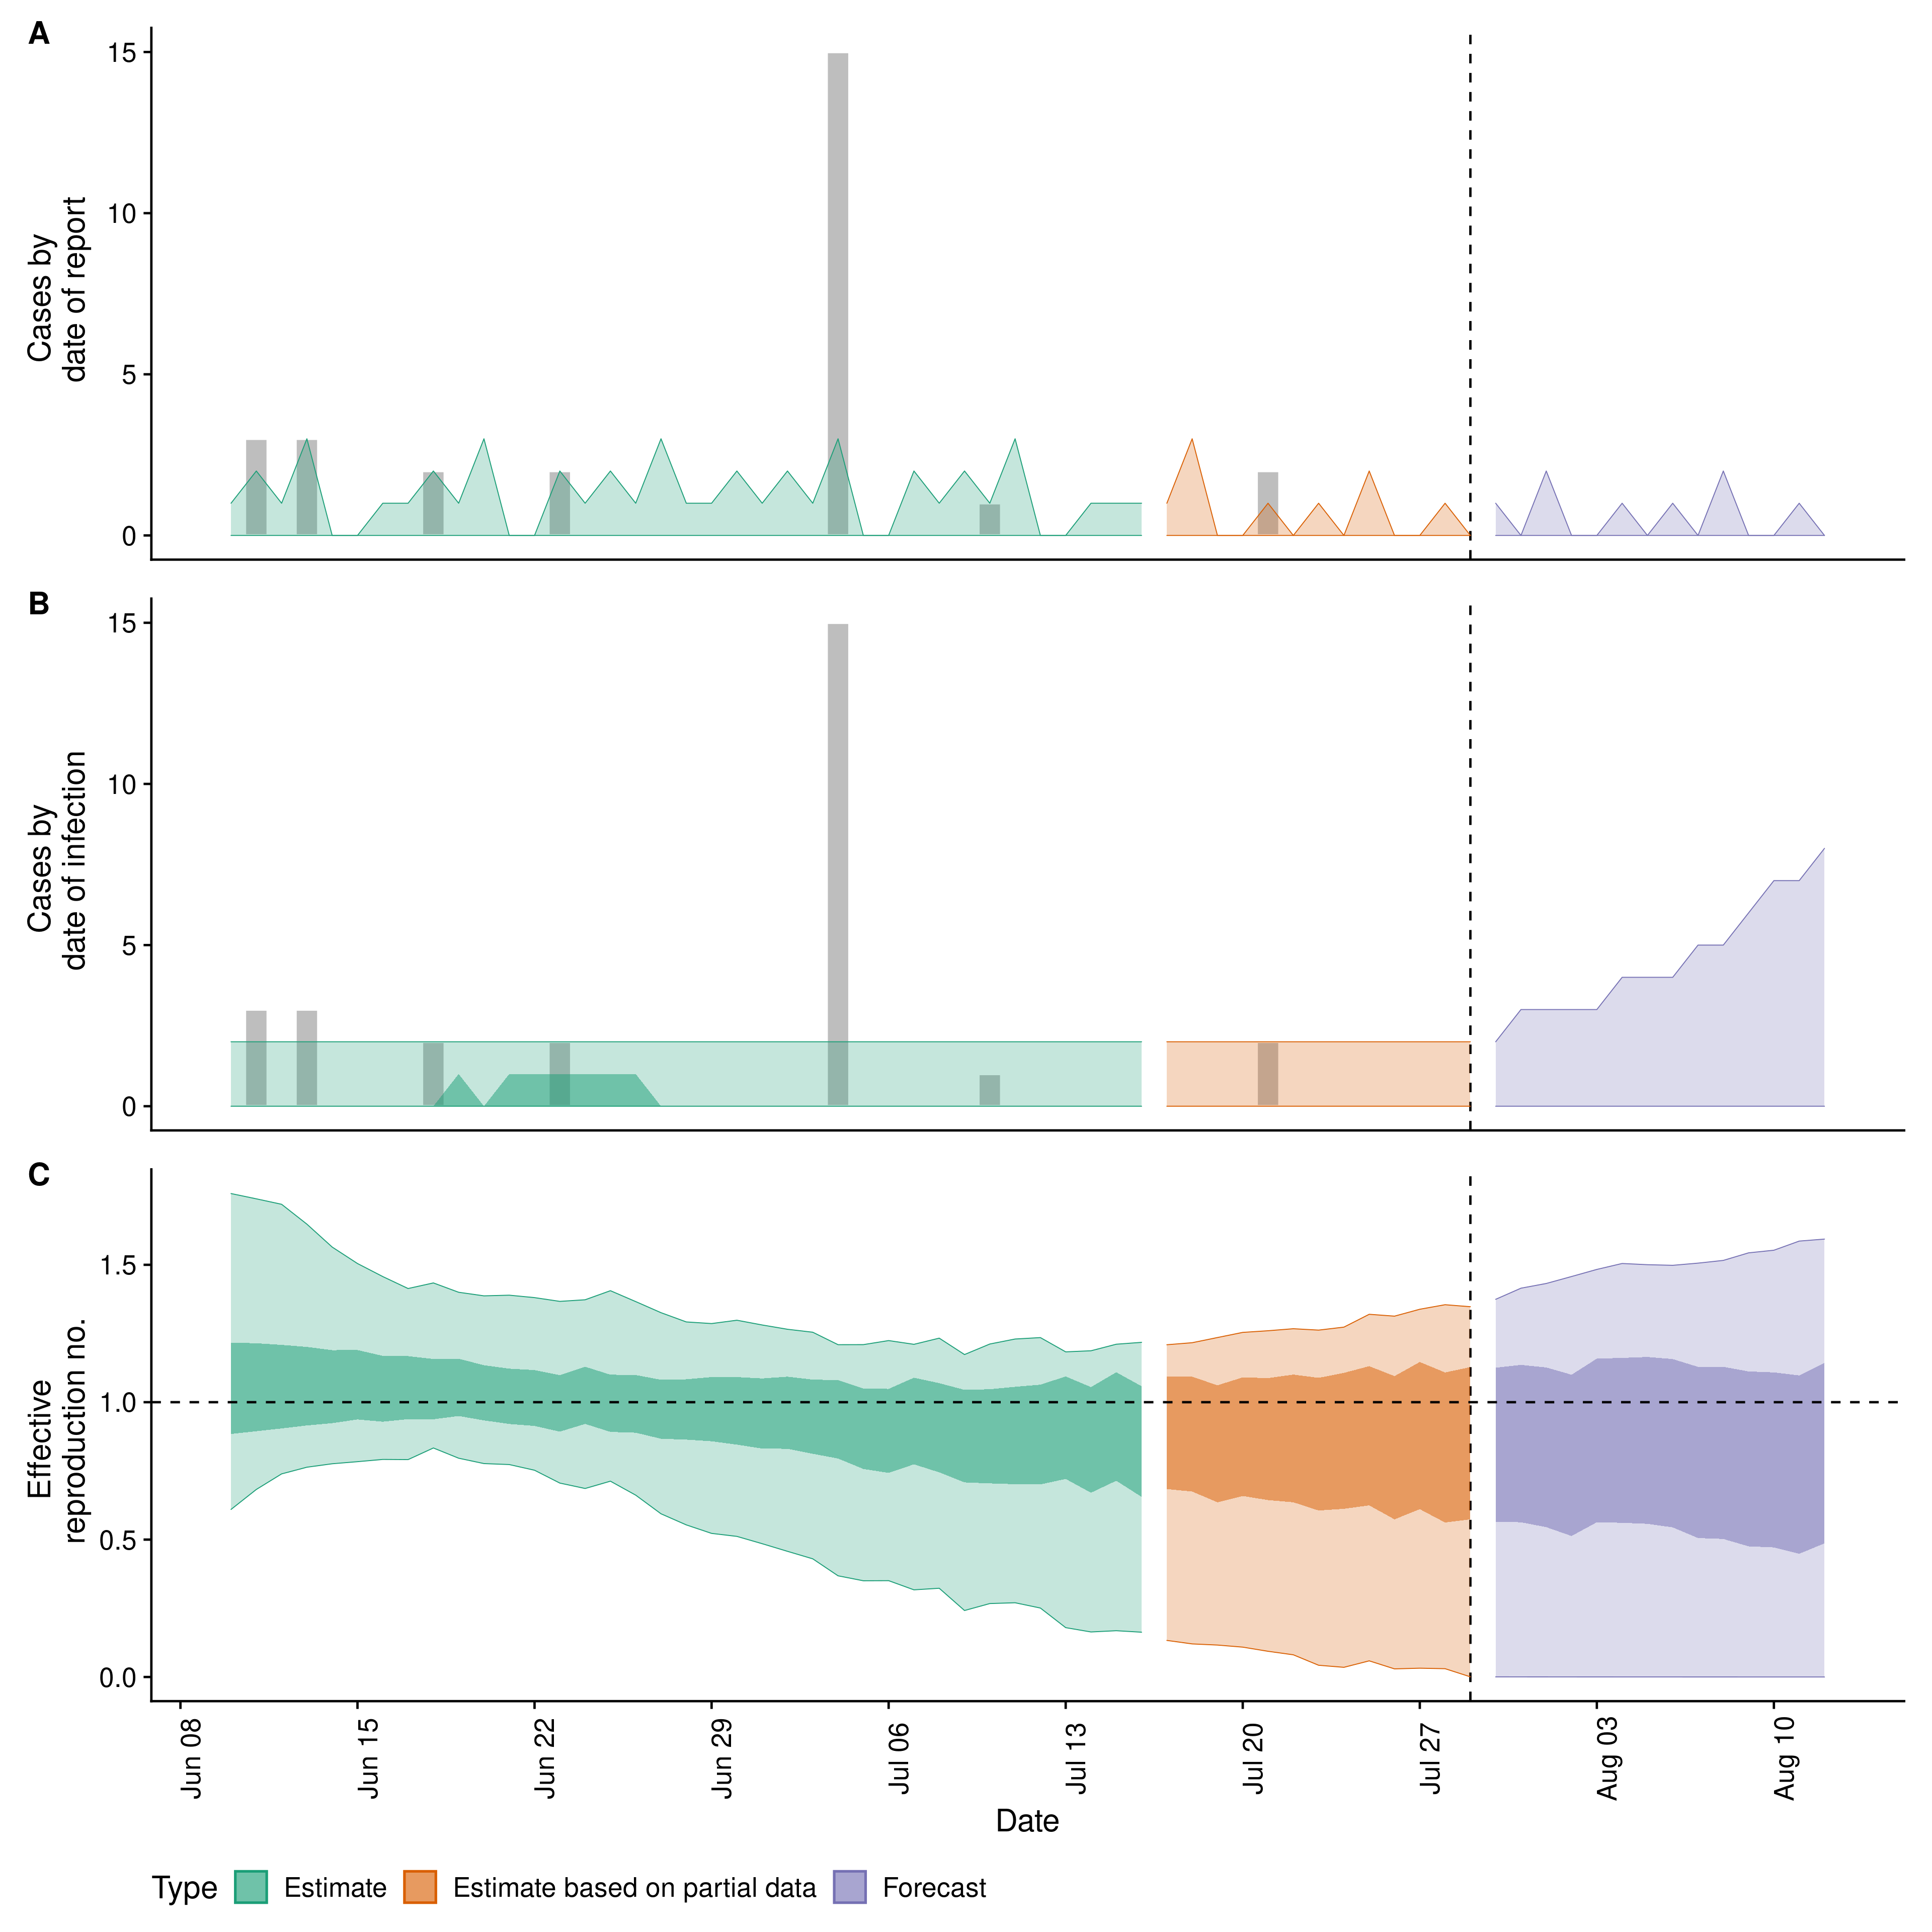 A
15
10
5
0
Cases by
date of report
B
15
10
5
0
Cases by
date of infection
C
1.5
1.0
0.5
0.0
Effective
reproduction no.
Jun 08
Jun 15
Jun 22
Jun 29
Jul 06
Jul 13
Jul 20
Jul 27
Aug 03
Aug 10
Date
Type Estimate Estimate based on partial data Forecast